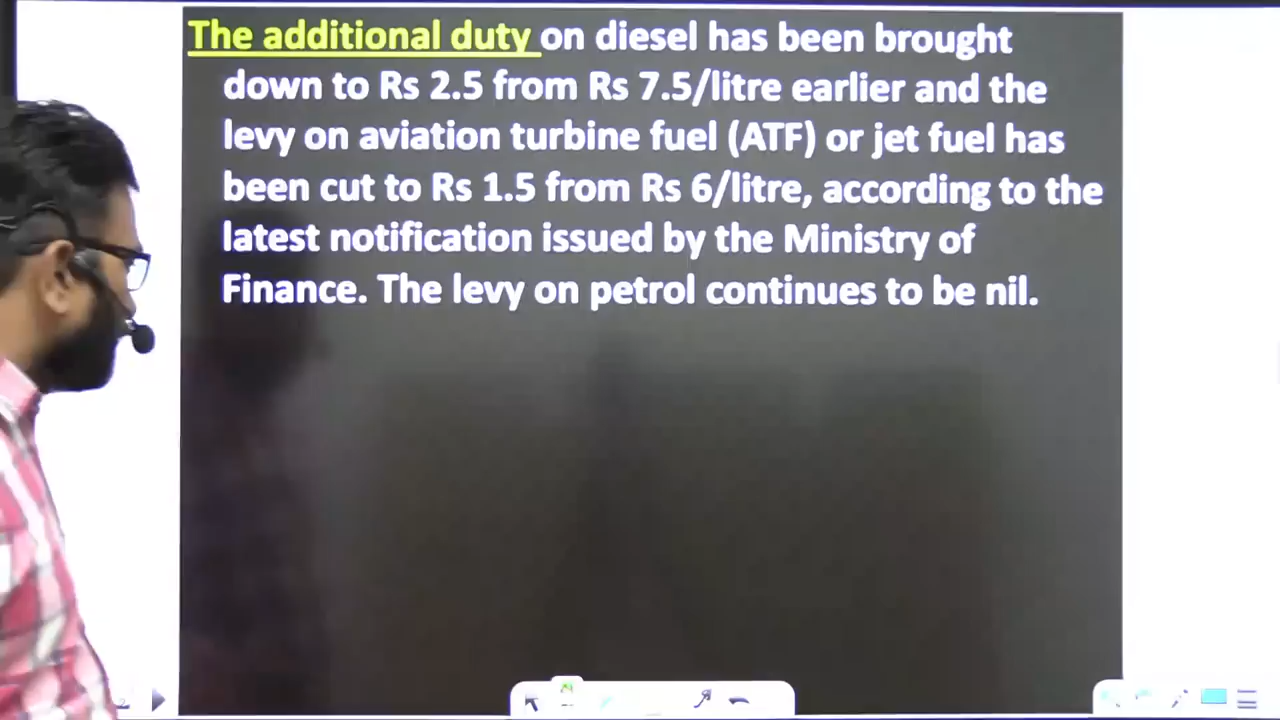 The additional duty on diesel has been brought
down to Rs 2.5 from Rs 7.5/litre earlier and the
levy on aviation turbine fuel (ATF) or jet fuel has
been cut to Rs 1.5 from Rs 6/litre, according to the
latest notification issued by the Ministry of
Finance. The levy on petrol continues to be nil.